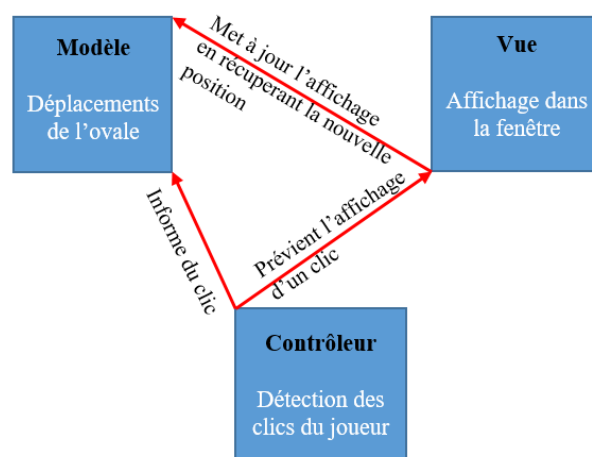 Modèle
Déplacements
de l'ovale
Met à jour l'affichage
en récuperant la nouvelle
position
Vue
Affichage dans
la fenêtre
Informe du clic
Prévient l'affichage
d'un clic
Contrôleur
Détection des
clics du joueur